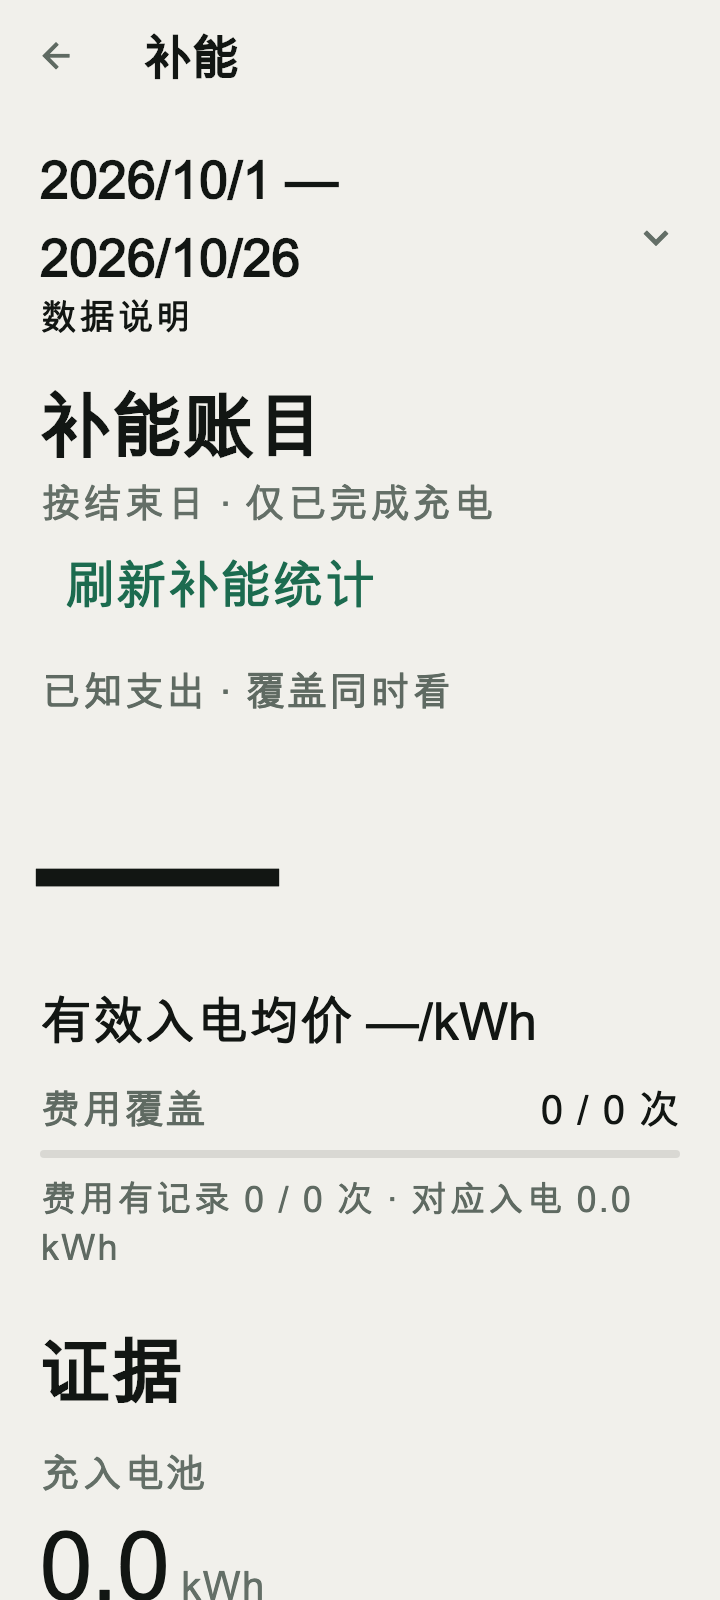 补能
2026/10/1 —
2026/10/26
数据说明
补能账目
按结束日 · 仅已完成充电
刷新补能统计
已知支出 · 覆盖同时看
—
有效入电均价 —/kWh
费用覆盖 0 / 0 次
费用有记录 0 / 0 次 · 对应入电 0.0
kWh
证据
充入电池
0.0 kWh